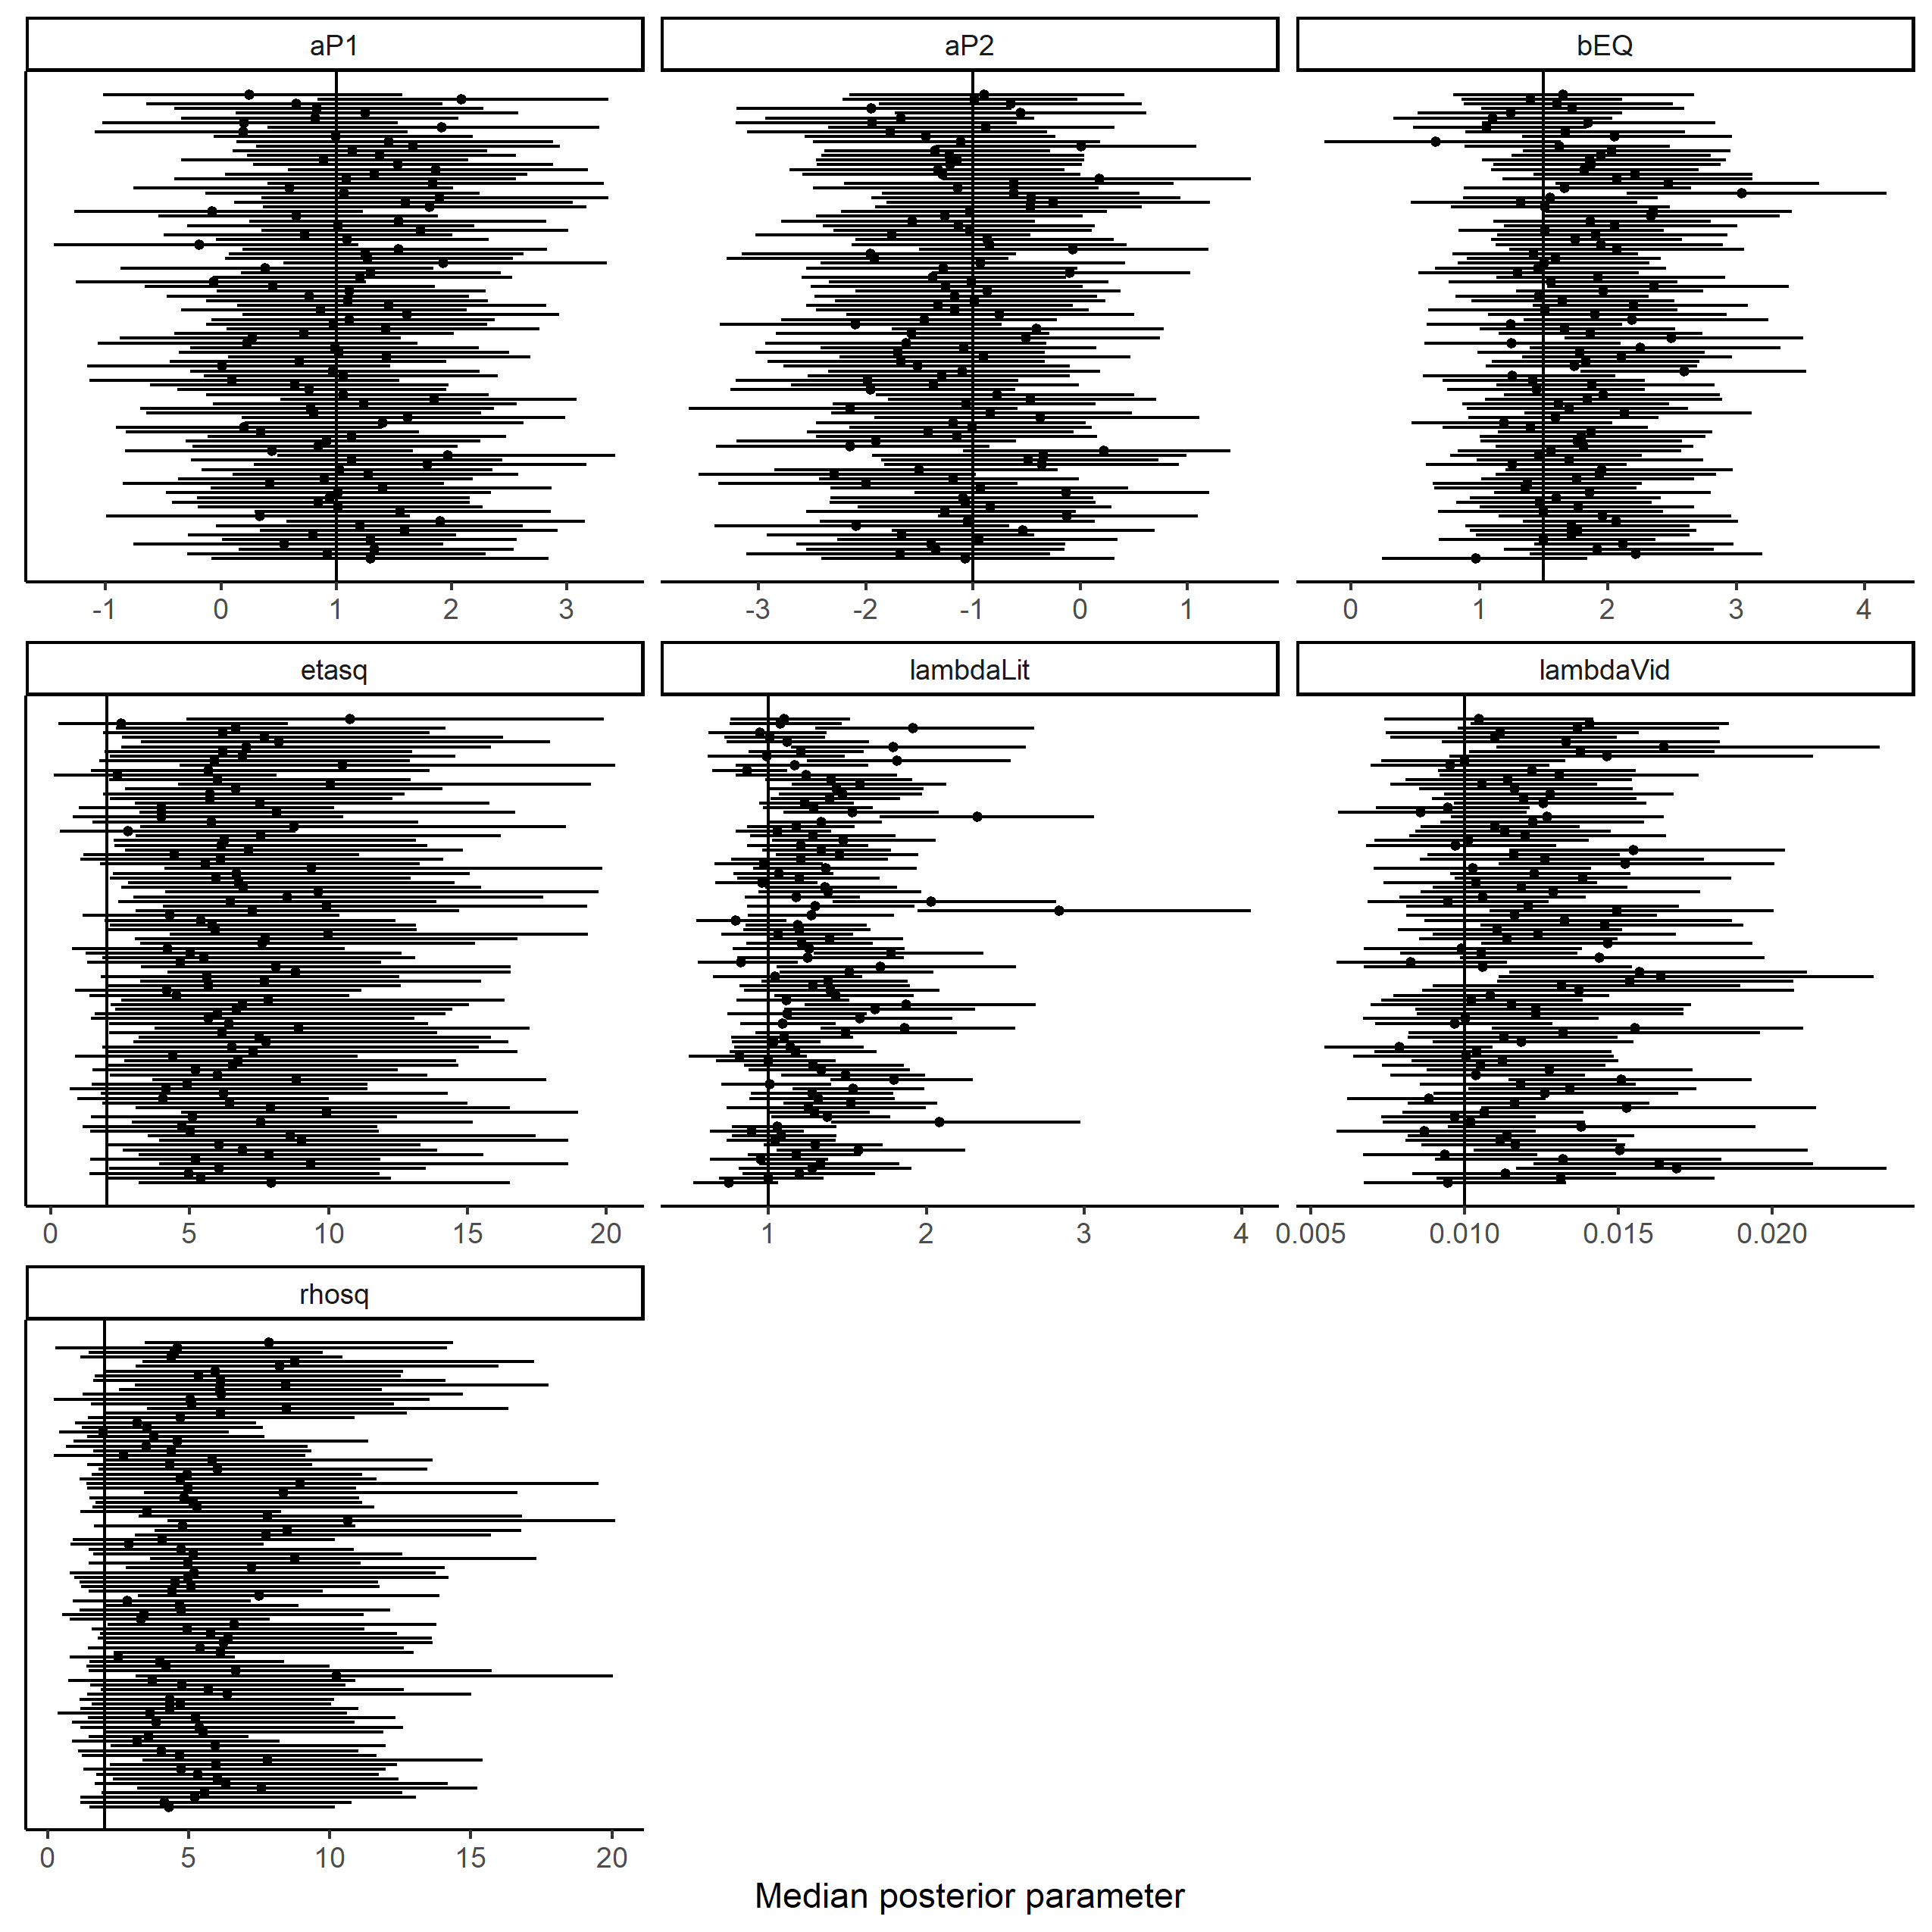 aP1 aP2 bEQ
-1 0 1 2 3 -3 -2 -1 0 1 0 1 2 3 4
etasq lambdaLit lambdaVid
0 5 10 15 20 1 2 3 4 0.005 0.010 0.015 0.020
rhosq
0 5 10 15 20
Median posterior parameter